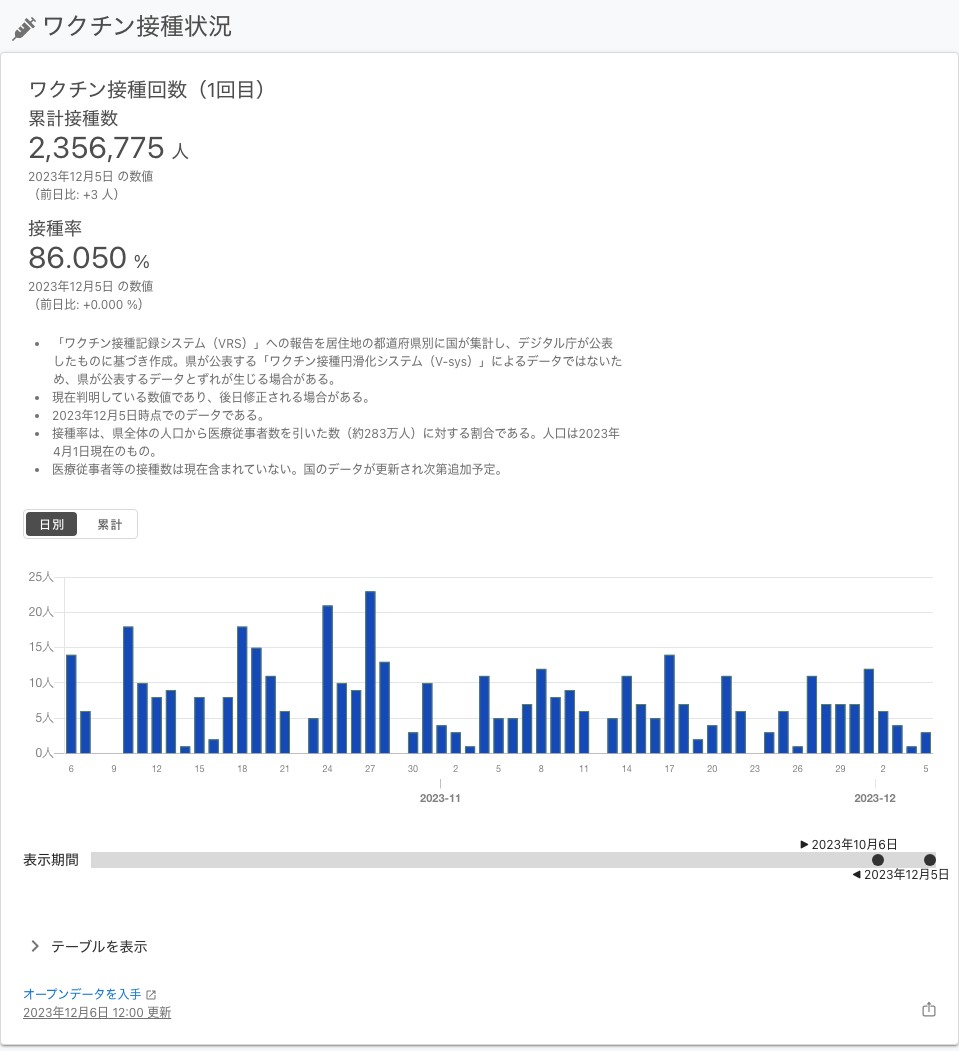 ワクチン接種状況
ワクチン接種回数（1回目）
累計接種数
2,356,775 人
2023年12月5日 の数値
（前日比: +3 人）
接種率
86.050 %
2023年12月5日 の数値
（前日比: +0.000 %）
• 「ワクチン接種記録システム（VRS）」への報告を居住地の都道府県別に国が集計し、デジタル庁が公表
したものに基づき作成。県が公表する「ワクチン接種円滑化システム（V-sys）」によるデータではないた
め、県が公表するデータとずれが生じる場合がある。
• 現在判明している数値であり、後日修正される場合がある。
• 2023年12月5日時点でのデータである。
• 接種率は、県全体の人口から医療従事者数を引いた数（約283万人）に対する割合である。人口は2023年
4月1日現在のもの。
• 医療従事者等の接種数は現在含まれていない。国のデータが更新され次第追加予定。
日別 累計
25人
20人
15人
10人
5人
0人
6 9 12 15 18 21 24 27 30 2 5 8 11 14 17 20 23 26 29 2 5
2023-11 2023-12
▶ 2023年10月6日
表示期間
◀ 2023年12月5日
テーブルを表示
オープンデータを入手
2023年12月6日 12:00 更新